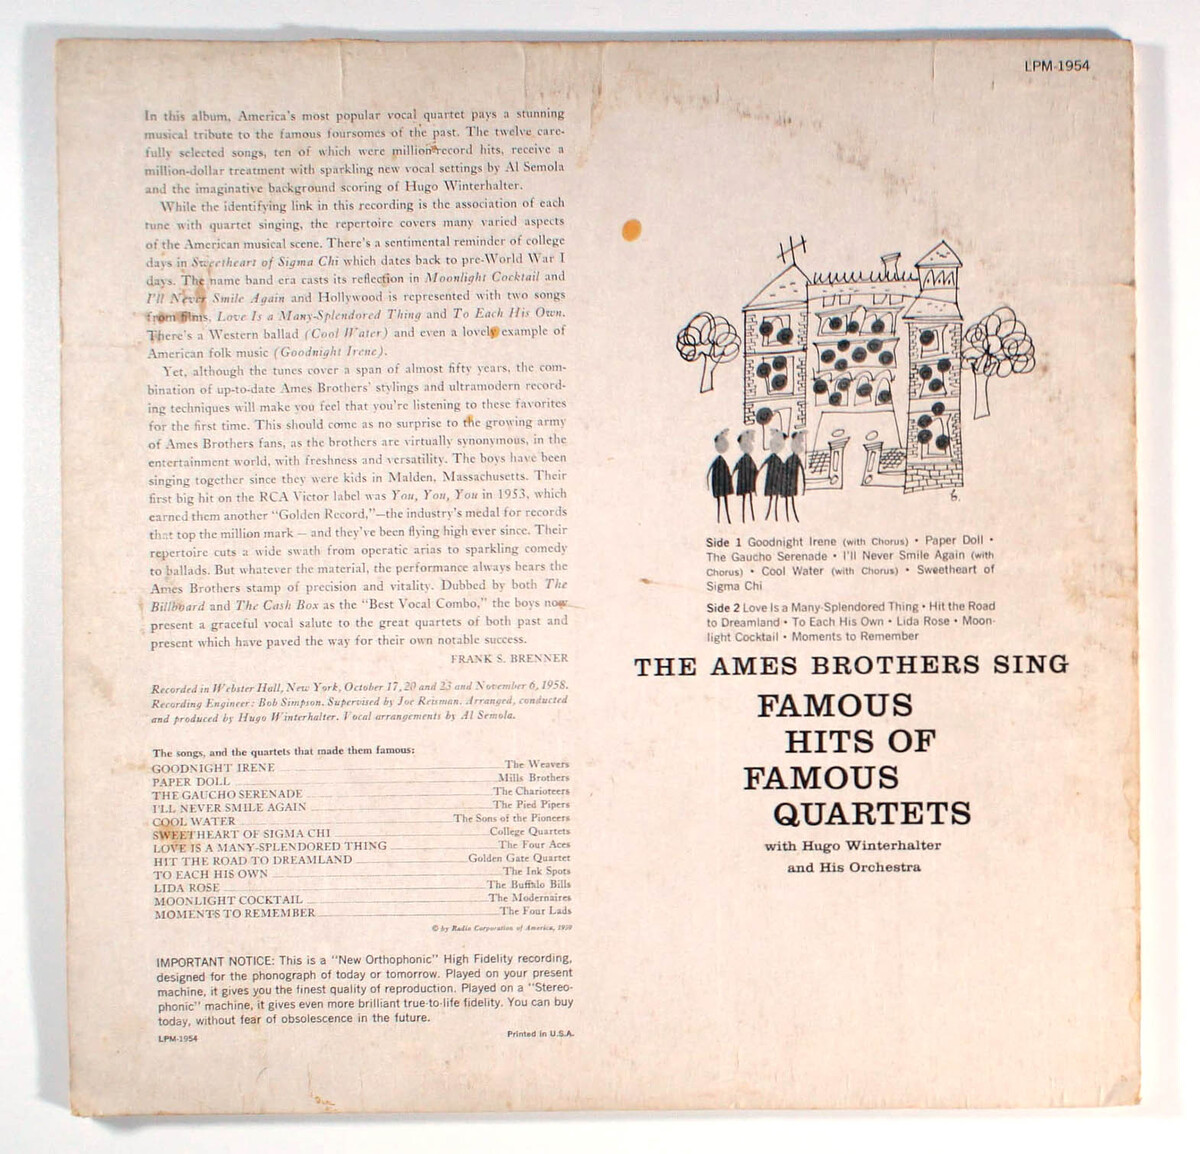 LPM-1954
In this album, America's most popular vocal quartet pays a stunning
musical tribute to the famous foursomes of the past. The twelve care-
fully selected songs, ten of which were million record hits, receive a
million-dollar treatment with sparkling new vocal settings by Al Semola
and the imaginative background scoring of Hugo Winterhalter.
While the identifying link in this recording is the association of each
tune with quartet singing, the repertoire covers many varied aspects
of the American musical scene. There's a sentimental reminder of college
days in Sweetheart of Sigma Chi which dates back to pre-World War I
days. The name band era casts its reflection in Moonlight Cocktail and
I'll Never Smile Again and Hollywood is represented with two songs
from films, Love Is a Many-Splendored Thing and To Each His Own.
There's a Western ballad (Cool Water) and even a lovely example of
American folk music (Goodnight Irene).
Yet, although the tunes cover a span of almost fifty years, the com-
bination of up-to-date Ames Brothers' stylings and ultramodern record-
ing techniques will make you feel that you're listening to these favorites
for the first time. This should come as no surprise to the growing army
of Ames Brothers fans, as the brothers are virtually synonymous, in the
entertainment world, with freshness and versatility. The boys have been
singing together since they were kids in Malden, Massachusetts. Their
first big hit on the RCA Victor label was You, You, You in 1953, which
earned them another "Golden Record,"—the industry's medal for records
that top the million mark — and they've been flying high ever since. Their
repertoire cuts a wide swath from operatic arias to sparkling comedy
to ballads. But whatever the material, the performance always bears the
Ames Brothers stamp of precision and vitality. Dubbed by both The
Billboard and The Cash Box as the "Best Vocal Combo," the boys now
present a graceful vocal salute to the great quartets of both past and
present which have paved the way for their own notable success.
FRANK S. BRENNER
Recorded in Webster Hall, New York, October 17, 20 and 23 and November 6, 1958.
Recording Engineer: Bob Simpson. Supervised by Joe Reisman. Arranged, conducted
and produced by Hugo Winterhalter. Vocal arrangements by Al Semola.
The songs, and the quartets that made them famous:
GOODNIGHT IRENE The Weavers
PAPER DOLL Mills Brothers
THE GAUCHO SERENADE The Charioteers
I'LL NEVER SMILE AGAIN The Pied Pipers
COOL WATER The Sons of the Pioneers
SWEETHEART OF SIGMA CHI College Quartets
LOVE IS A MANY-SPLENDORED THING The Four Aces
HIT THE ROAD TO DREAMLAND Golden Gate Quartet
TO EACH HIS OWN The Ink Spots
LIDA ROSE The Buffalo Bills
MOONLIGHT COCKTAIL The Modernaires
MOMENTS TO REMEMBER The Four Lads
© by Radio Corporation of America,
IMPORTANT NOTICE: This is a "New Orthophonic" High Fidelity recording,
designed for the phonograph of today or tomorrow. Played on your present
machine, it gives you the finest quality of reproduction. Played on a "Stereo-
phonic" machine, it gives even more brilliant true-to-life fidelity. You can buy
today, without fear of obsolescence in the future.
LPM-1954 Printed in U.S.A.
Side 1 Goodnight Irene (with Chorus) • Paper Doll •
The Gaucho Serenade • I'll Never Smile Again (with
Chorus) • Cool Water (with Chorus) • Sweetheart of
Sigma Chi
Side 2 Love Is a Many-Splendored Thing • Hit the Road
to Dreamland • To Each His Own • Lida Rose • Moon-
light Cocktail • Moments to Remember
THE AMES BROTHERS SING
FAMOUS
HITS OF
FAMOUS
QUARTETS
with Hugo Winterhalter
and His Orchestra